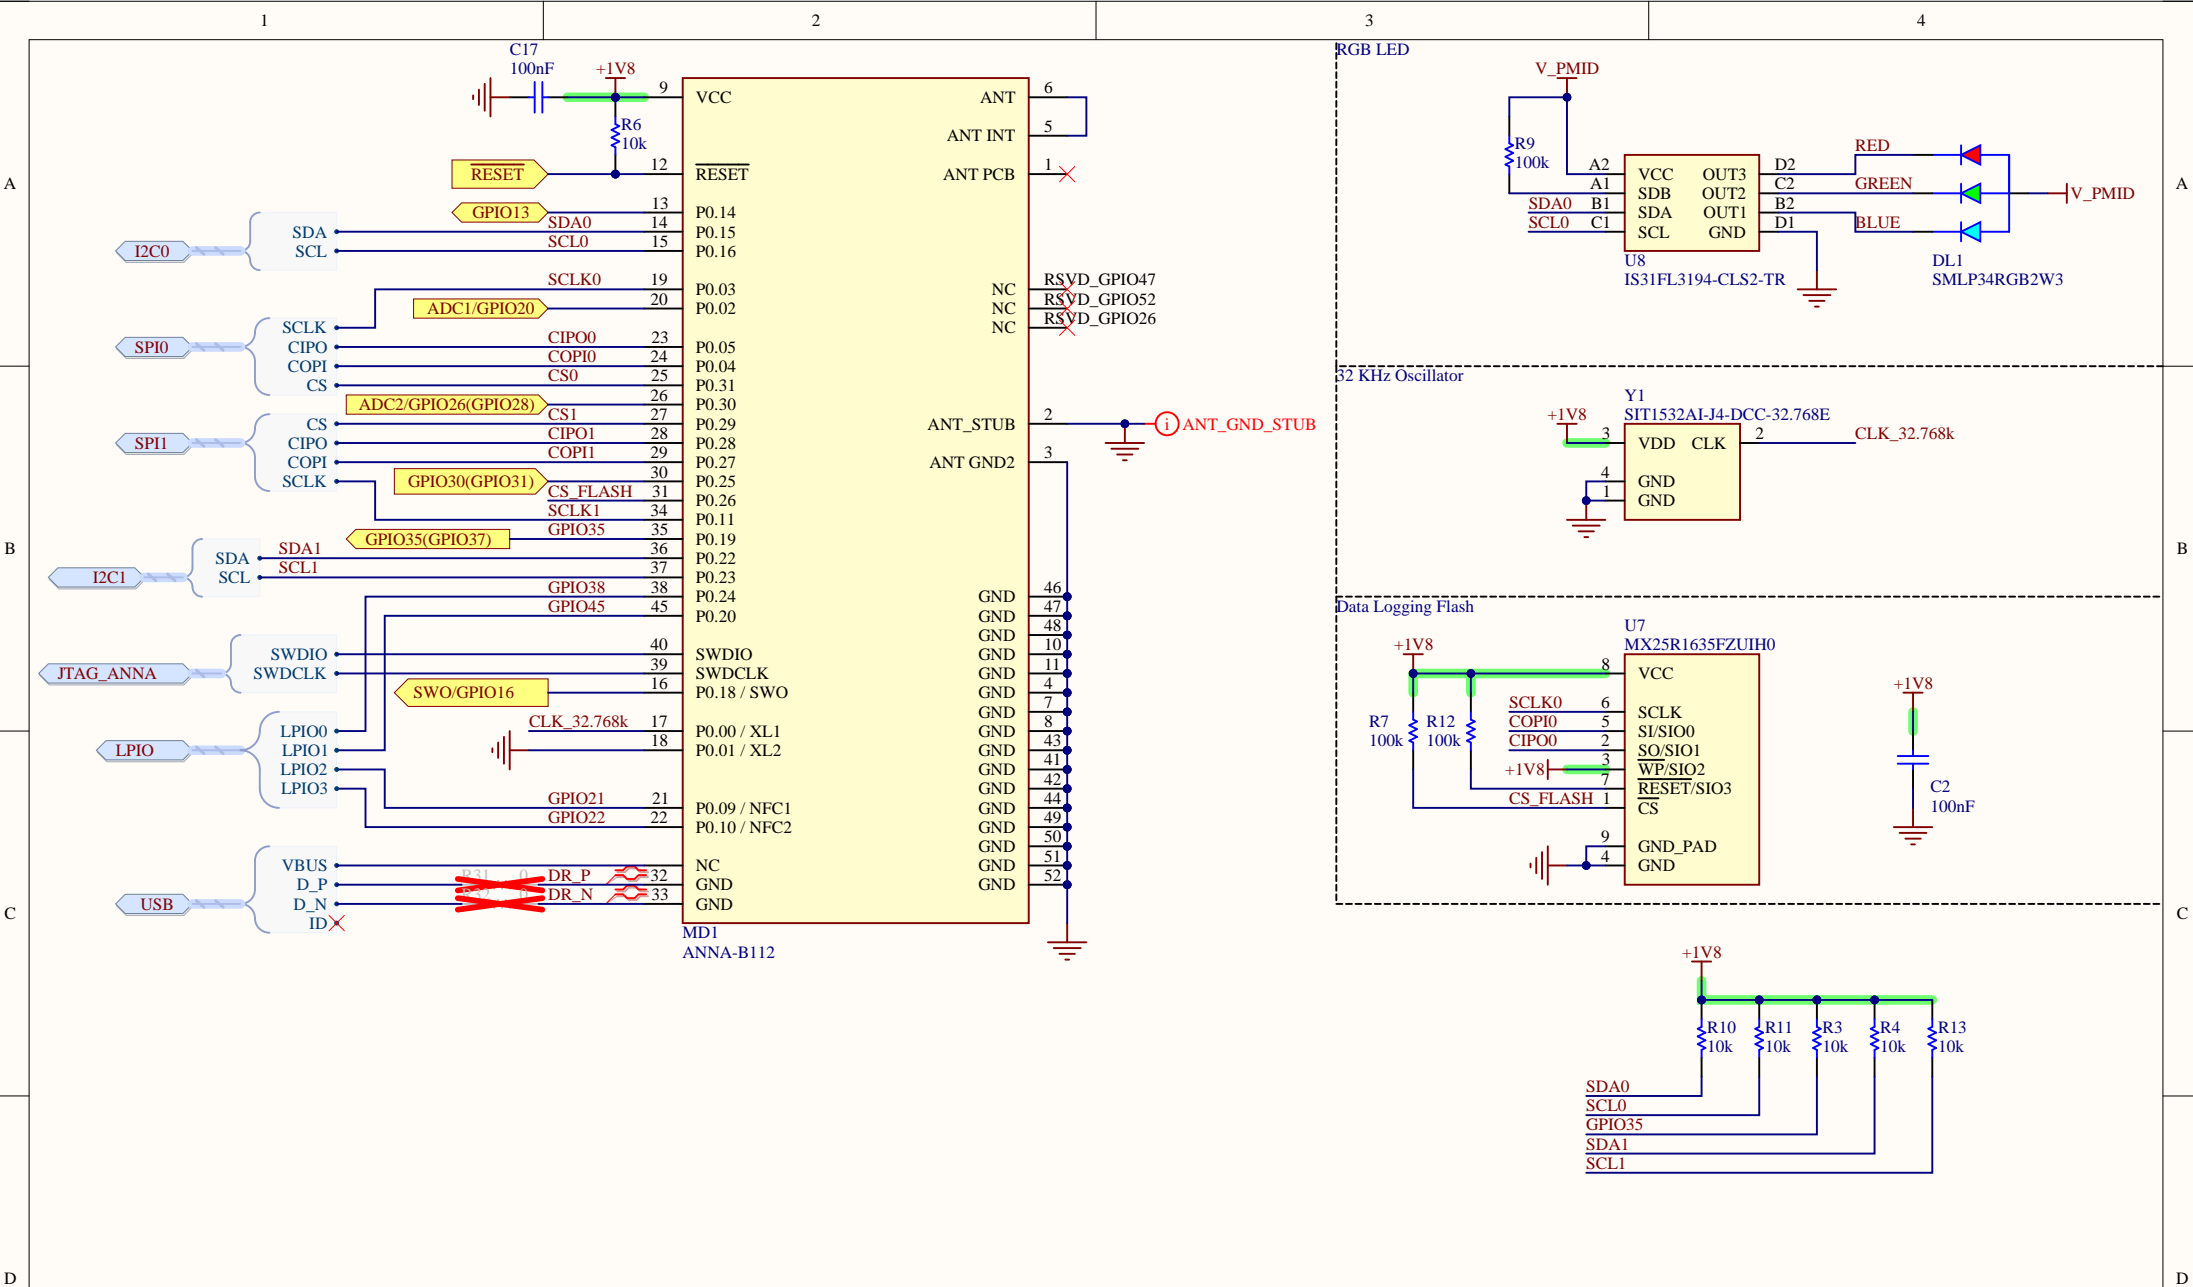 1
2
3
4
A
B
C
D
A
B
C
D
C17
100nF
+1V8
R6
10k
RESET
GPIO13
I2C0
SDA
SCL
SDA0
SCL0
SCLK0
ADC1/GPIO20
SPI0
SCLK
CIPO
COPI
CS
CIPO0
COPI0
CS0
ADC2/GPIO26(GPIO28)
SPI1
CS
CIPO
COPI
SCLK
CS1
CIPO1
COPI1
GPIO30(GPIO31)
CS_FLASH
SCLK1
GPIO35
GPIO35(GPIO37)
I2C1
SDA
SCL
SDA1
SCL1
GPIO38
GPIO45
JTAG_ANNA
SWDIO
SWDCLK
SWO/GPIO16
CLK_32.768k
LPIO
LPIO0
LPIO1
LPIO2
LPIO3
GPIO21
GPIO22
USB
VBUS
D_P
D_N
ID
R31 0
DR_P
DR_N
9 VCC
12 RESET
13 P0.14
14 P0.15
15 P0.16
19 P0.03
20 P0.02
23 P0.05
24 P0.04
25 P0.31
26 P0.30
27 P0.29
28 P0.28
29 P0.27
30 P0.25
31 P0.26
34 P0.11
35 P0.19
36 P0.22
37 P0.23
38 P0.24
45 P0.20
40 SWDIO
39 SWDCLK
16 P0.18 / SWO
17 P0.00 / XL1
18 P0.01 / XL2
21 P0.09 / NFC1
22 P0.10 / NFC2
NC
32 GND
33 GND
ANT 6
ANT INT 5
ANT PCB 1
NC RSVD_GPIO47
NC RSVD_GPIO52
NC RSVD_GPIO26
ANT_STUB 2
i ANT_GND_STUB
ANT GND2 3
GND 46
GND 47
GND 48
GND 10
GND 11
GND 4
GND 7
GND 8
GND 43
GND 41
GND 42
GND 44
GND 49
GND 50
GND 51
GND 52
MD1
ANNA-B112
RGB LED
V_PMID
R9
100k
A2 VCC OUT3 D2
A1 SDB OUT2 C2
SDA0 B1 SDA OUT1 B2
SCL0 C1 SCL GND D1
U8
IS31FL3194-CLS2-TR
RED
GREEN
BLUE
V_PMID
DL1
SMLP34RGB2W3
32 KHz Oscillator
Y1
SIT1532AI-J4-DCC-32.768E
+1V8
3 VDD CLK 2
CLK_32.768k
4 GND
1 GND
Data Logging Flash
U7
MX25R1635FZUIH0
+1V8
R7
100k
R12
100k
8 VCC
SCLK0 6 SCLK
COPI0 5 SI/SIO0
CIPO0 2 SO/SIO1
+1V8 3 WP/SIO2
7 RESET/SIO3
CS_FLASH 1 CS
9 GND_PAD
4 GND
+1V8
C2
100nF
+1V8
R10
10k
R11
10k
R3
10k
R4
10k
R13
10k
SDA0
SCL0
GPIO35
SDA1
SCL1